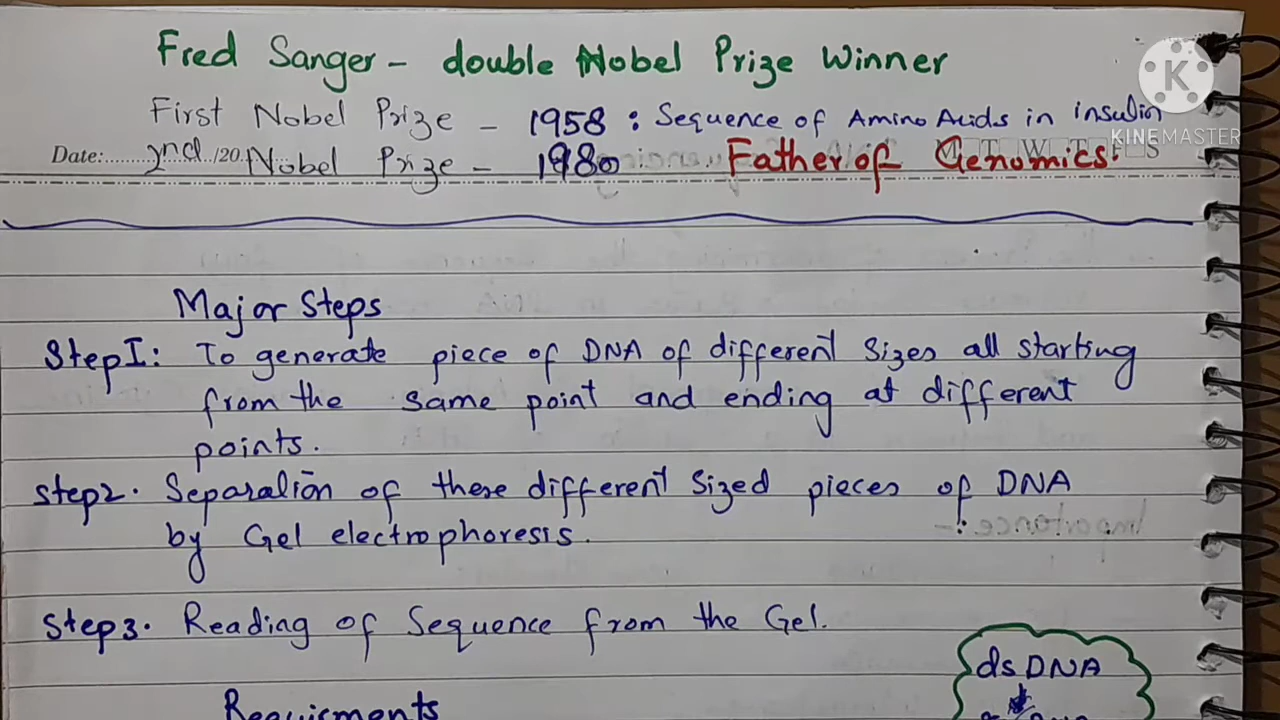 Fred Sanger - double Nobel Prize Winner
First Nobel Prize - 1958 : Sequence of Amino Acids in insulin
KINEMASTER
Date: /20
2nd Nobel Prize - 1980 Father of Genomics.
Major Steps
Step I: To generate piece of DNA of different Sizes all starting
from the same point and ending at different
points.
Step2. Separation of these different Sized pieces of DNA
by Gel electrophoresis.
Step3. Reading of Sequence from the Gel.
dsDNA
Requirments